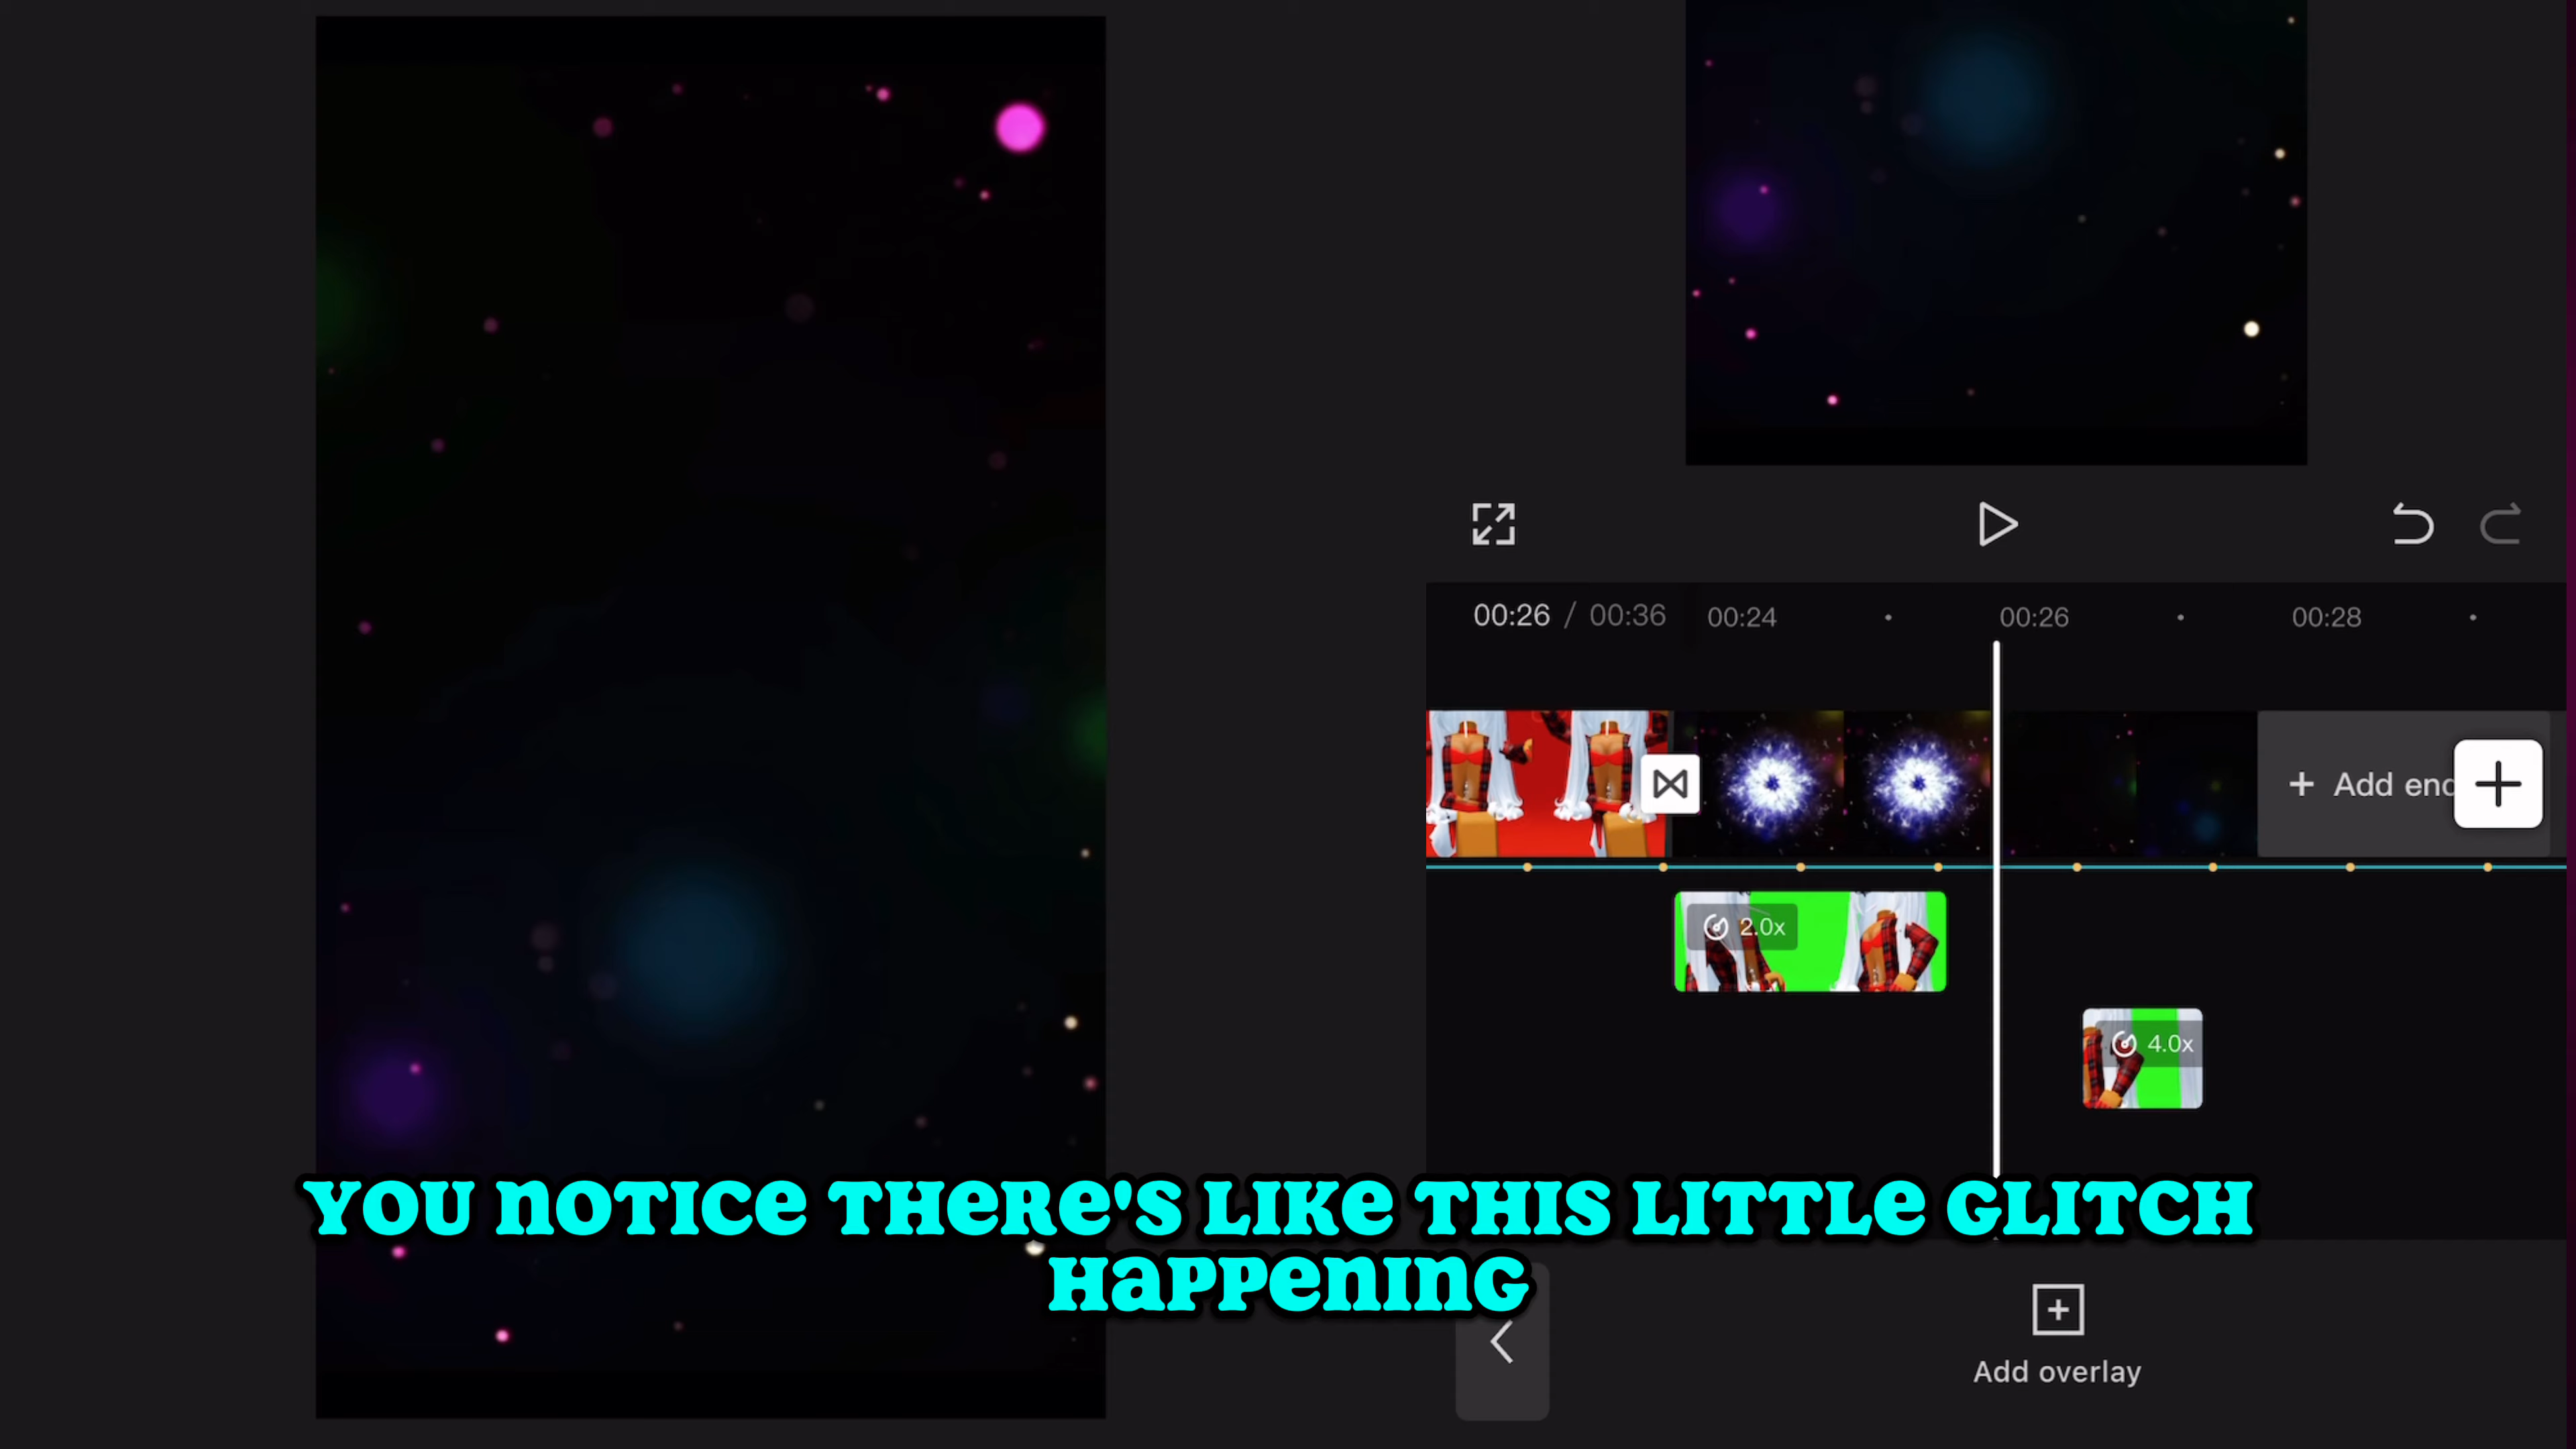 00:26 / 00:36
00:24
00:26
00:28
+ Add end
2.0x
4.0x
YOU NOTICE THERE'S LIKE THIS LITTLE GLITCH
HAPPENING
Add overlay